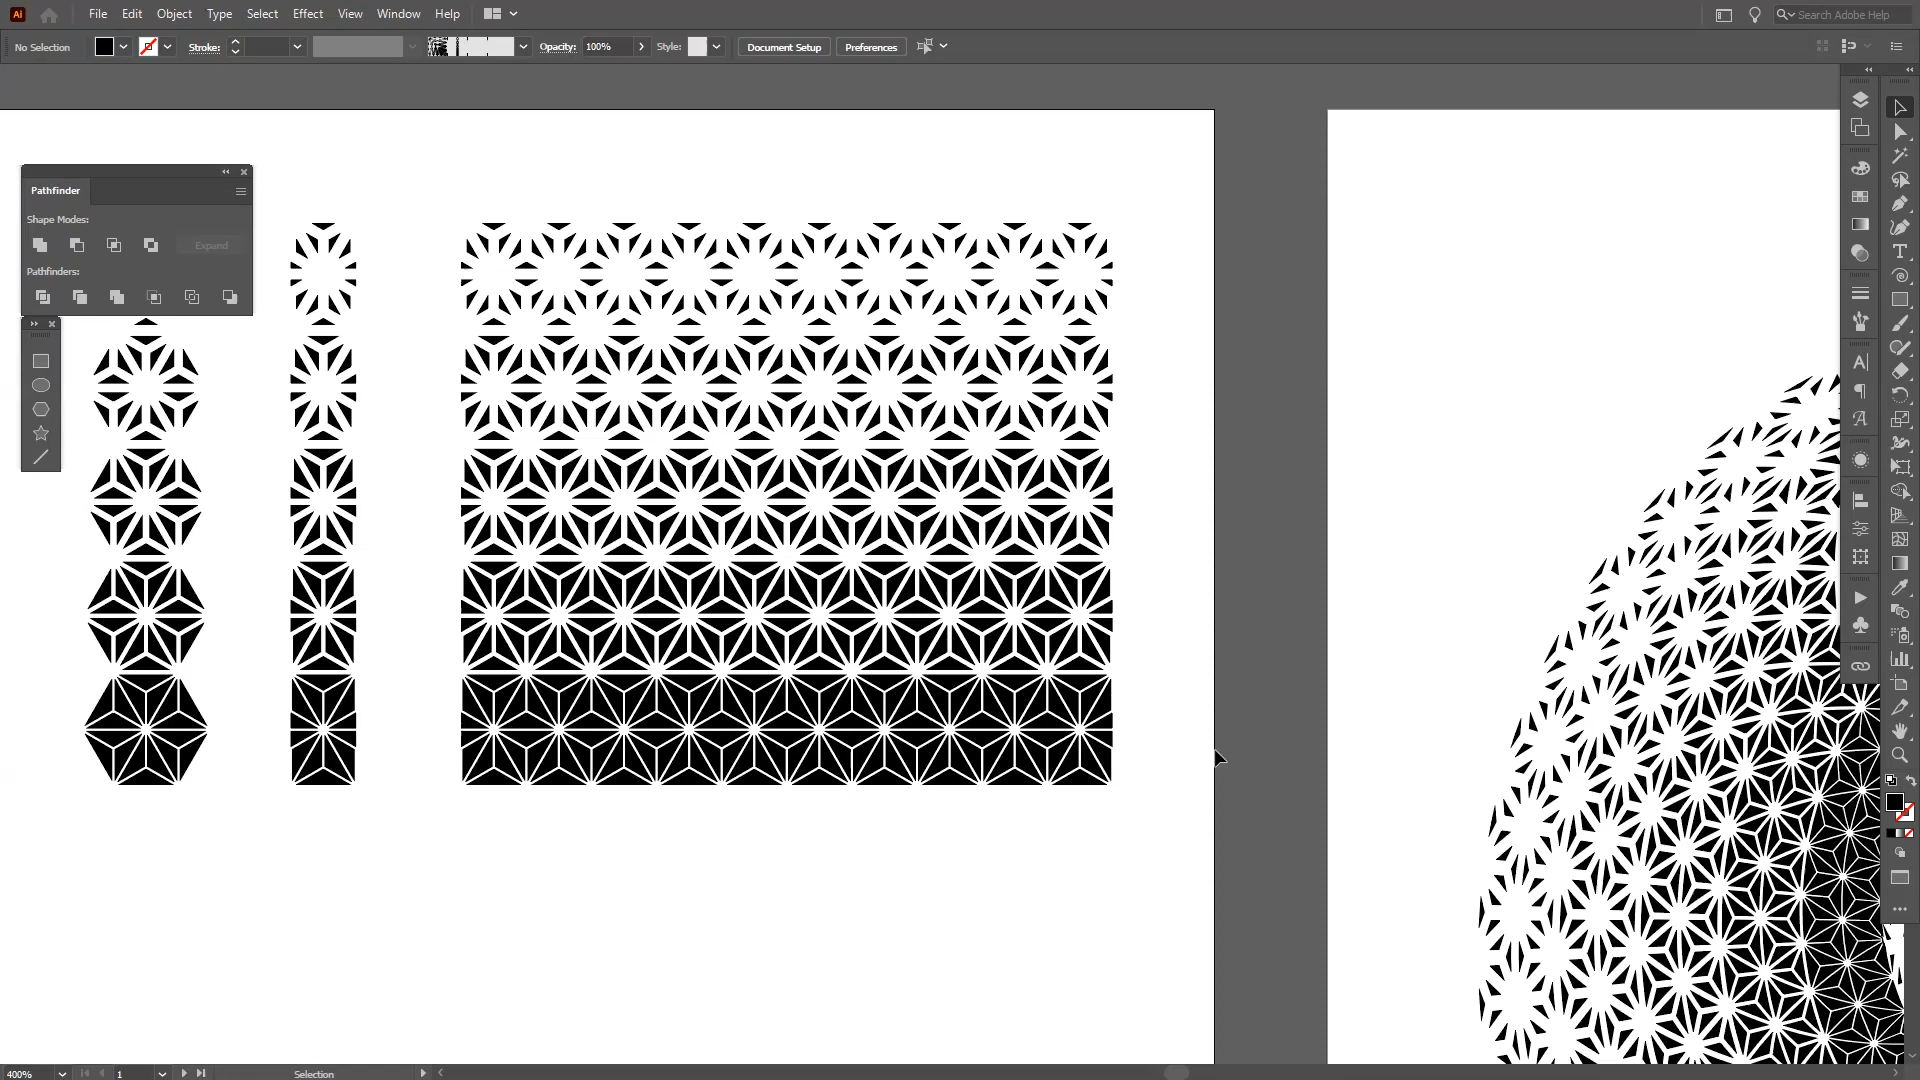 Ai File Edit Object Type Select Effect View Window Help Search Adobe Help
No Selection Stroke: Opacity: 100% Style: Document Setup Preferences
Pathfinder
Shape Modes:
Expand
Pathfinders:
400% 1 Selection